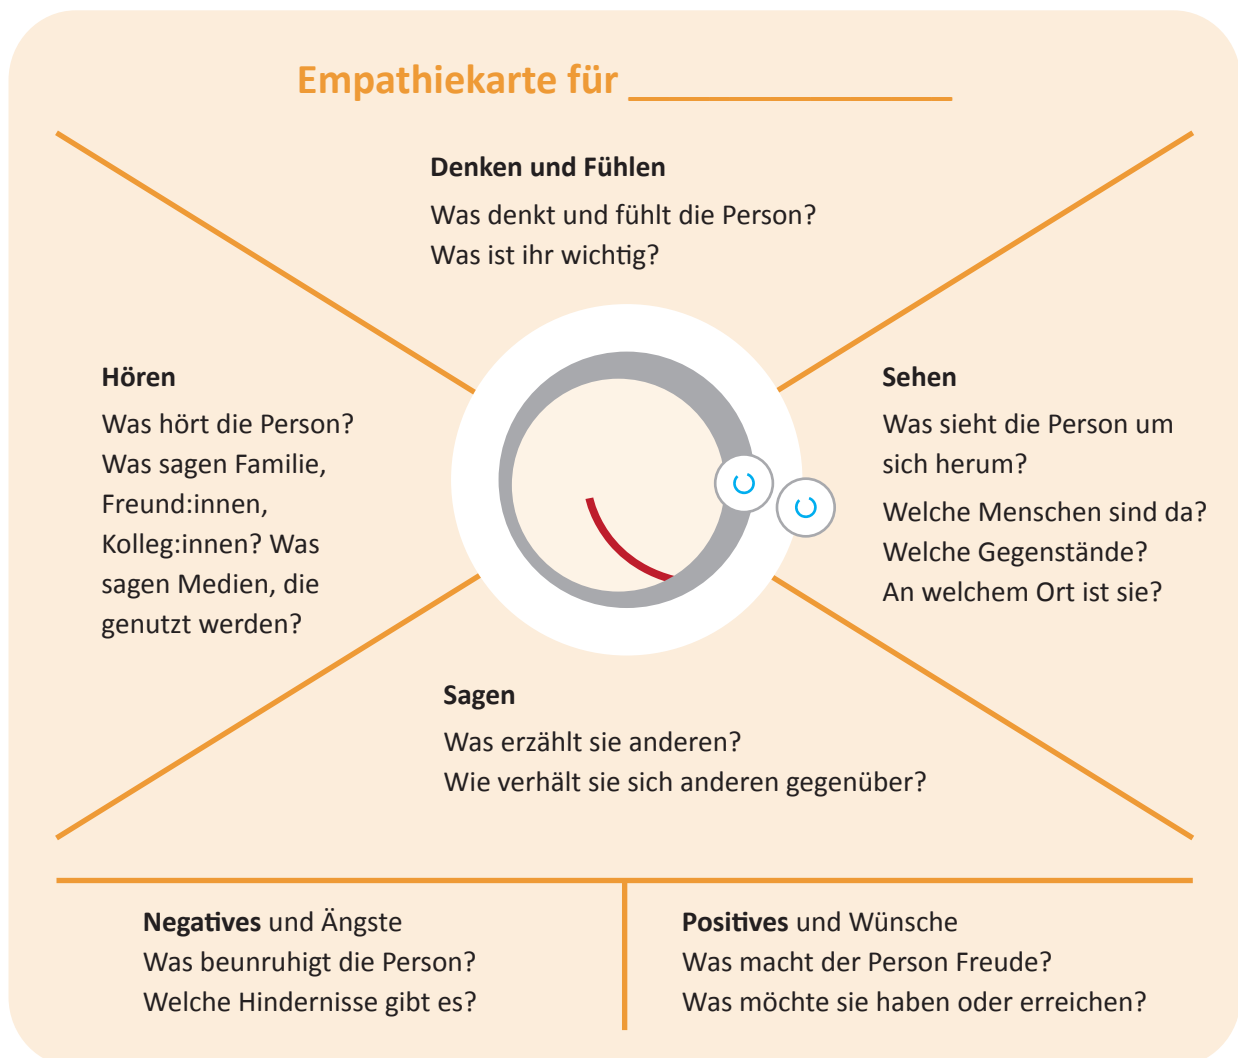 Empathiekarte für
Denken und Fühlen
Was denkt und fühlt die Person?
Was ist ihr wichtig?
Hören
Was hört die Person?
Was sagen Familie,
Freund:innen,
Kolleg:innen? Was
sagen Medien, die
genutzt werden?
Sehen
Was sieht die Person um
sich herum?
Welche Menschen sind da?
Welche Gegenstände?
An welchem Ort ist sie?
Sagen
Was erzählt sie anderen?
Wie verhält sie sich anderen gegenüber?
Negatives und Ängste
Was beunruhigt die Person?
Welche Hindernisse gibt es?
Positives und Wünsche
Was macht der Person Freude?
Was möchte sie haben oder erreichen?